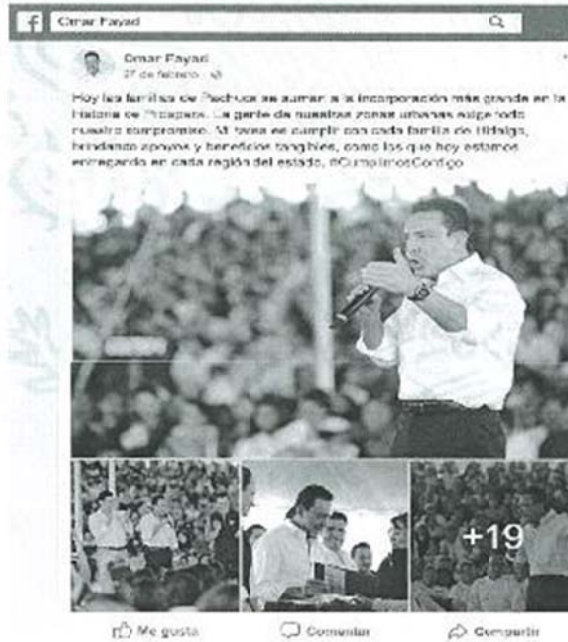 f Omar Fayad
Omar Fayad
27 de febrero
Hoy las familias de Pachuca se suman a la incorporación más grande en la
historia de Prospera. La gente de nuestras zonas urbanas exige todo
nuestro compromiso. Mi tarea es cumplir con cada familia de Hidalgo,
brindando apoyos y beneficios tangibles, como los que hoy estamos
entregando en cada región del estado. #CumplimosContigo
+19
Me gusta Comentar Compartir